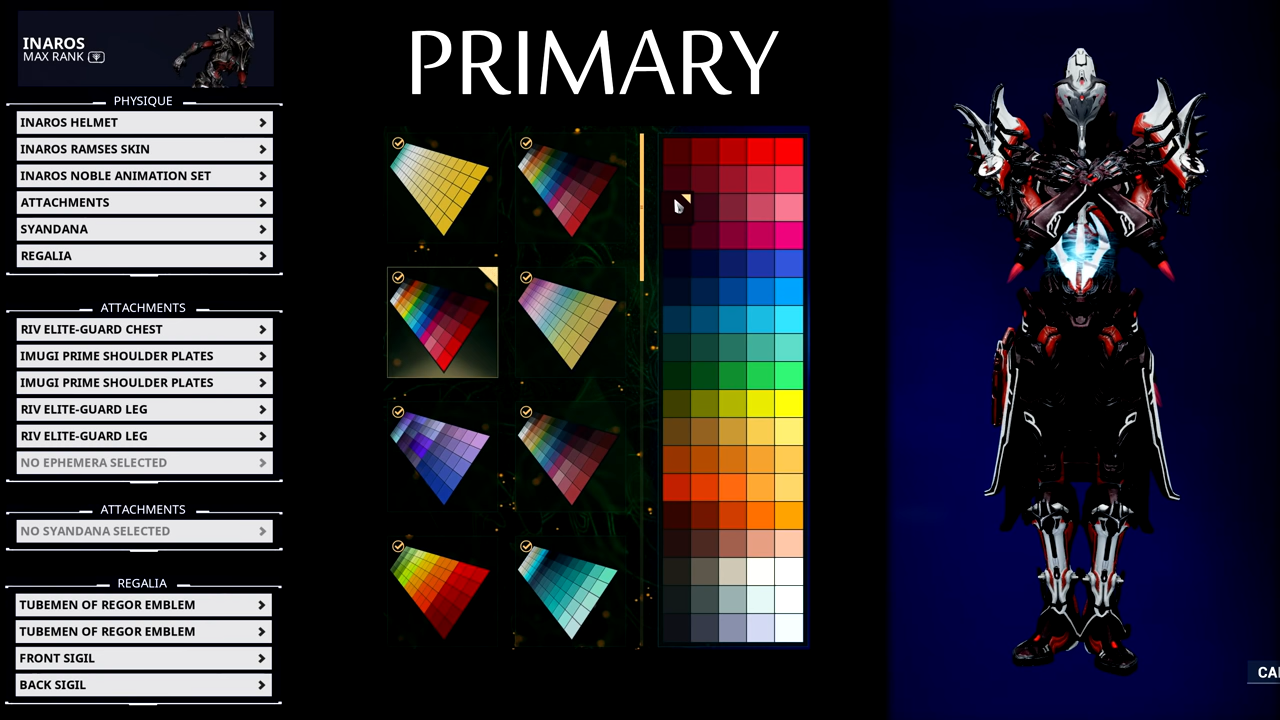 INAROS
MAX RANK
PHYSIQUE
INAROS HELMET
INAROS RAMSES SKIN
INAROS NOBLE ANIMATION SET
ATTACHMENTS
SYANDANA
REGALIA
ATTACHMENTS
RIV ELITE-GUARD CHEST
IMUGI PRIME SHOULDER PLATES
IMUGI PRIME SHOULDER PLATES
RIV ELITE-GUARD LEG
RIV ELITE-GUARD LEG
NO EPHEMERA SELECTED
ATTACHMENTS
NO SYANDANA SELECTED
REGALIA
TUBEMEN OF REGOR EMBLEM
TUBEMEN OF REGOR EMBLEM
FRONT SIGIL
BACK SIGIL
PRIMARY